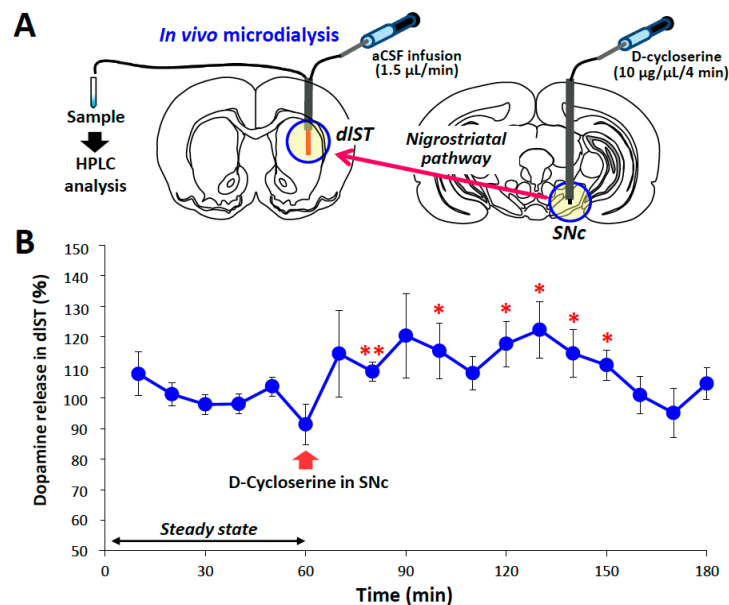 A
In vivo microdialysis
aCSF infusion
(1.5 µL/min)
D-cycloserine
(10 µg/µL/4 min)
Sample
HPLC
analysis
dlST
Nigrostriatal
pathway
SNc
B
Dopamine release in dlST (%)
150
140
130
120
110
100
90
80
70
60
50
**
*
*
*
*
*
D-Cycloserine in SNc
Steady state
0
30
60
90
120
150
180
Time (min)